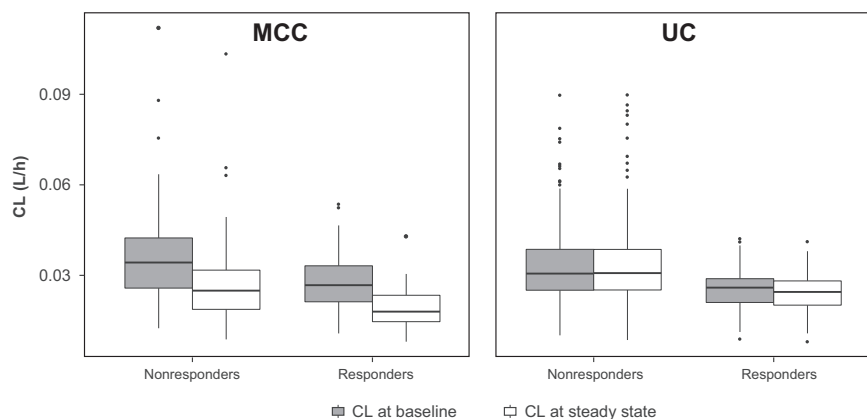 MCC
UC
CL (L/h)
0.09
0.06
0.03
Nonresponders
Responders
Nonresponders
Responders
CL at baseline
CL at steady state